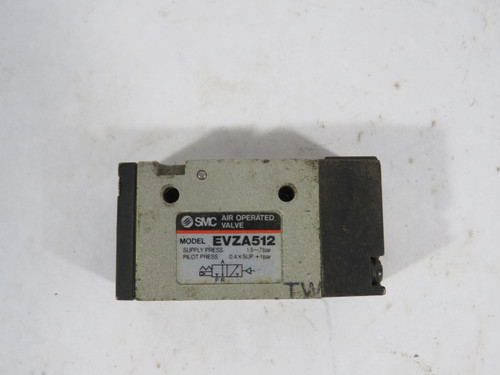 SMC AIR OPERATED
VALVE
MODEL EVZA512
SUPPLY PRESS. 1.5~7bar
PILOT PRESS. 0.4×SUP.+1bar
A
P R
TW